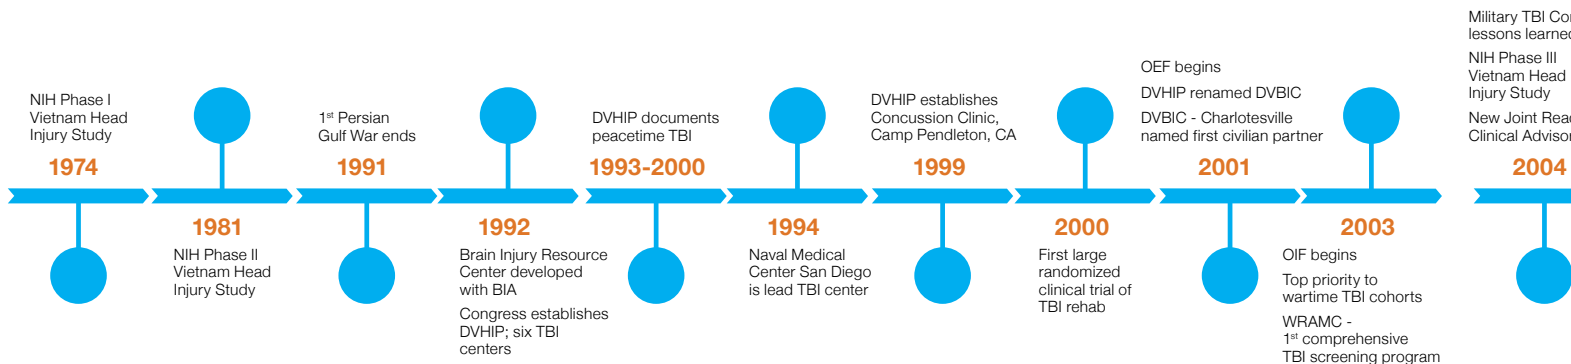 NIH Phase I
Vietnam Head
Injury Study
1974
1981
NIH Phase II
Vietnam Head
Injury Study
1st Persian
Gulf War ends
1991
1992
Brain Injury Resource
Center developed
with BIA
Congress establishes
DVHIP; six TBI
centers
DVHIP documents
peacetime TBI
1993-2000
1994
Naval Medical
Center San Diego
is lead TBI center
DVHIP establishes
Concussion Clinic,
Camp Pendleton, CA
1999
2000
First large
randomized
clinical trial of
TBI rehab
OEF begins
DVHIP renamed DVBIC
DVBIC - Charlotesville
named first civilian partner
2001
2003
OIF begins
Top priority to
wartime TBI cohorts
WRAMC -
1st comprehensive
TBI screening program
Military TBI
lessons learned
NIH Phase III
Vietnam Head
Injury Study
New Joint
Clinical
2004